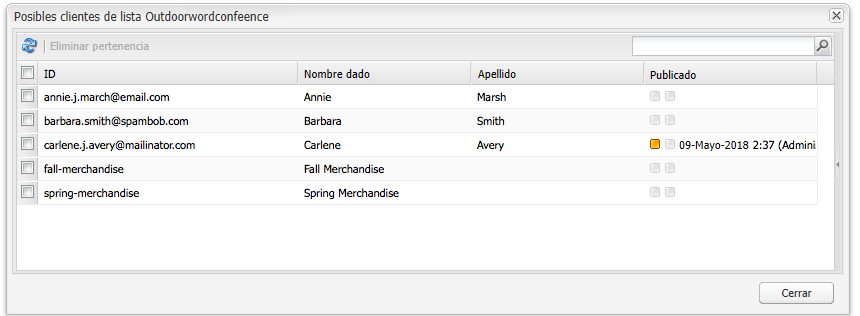 Posibles clientes de lista Outdoorwordconfeence
Eliminar pertenencia
ID Nombre dado Apellido Publicado
annie.j.march@email.com Annie Marsh
barbara.smith@spambob.com Barbara Smith
carlene.j.avery@mailinator.com Carlene Avery 09-Mayo-2018 2:37 (Admini
fall-merchandise Fall Merchandise
spring-merchandise Spring Merchandise
Cerrar